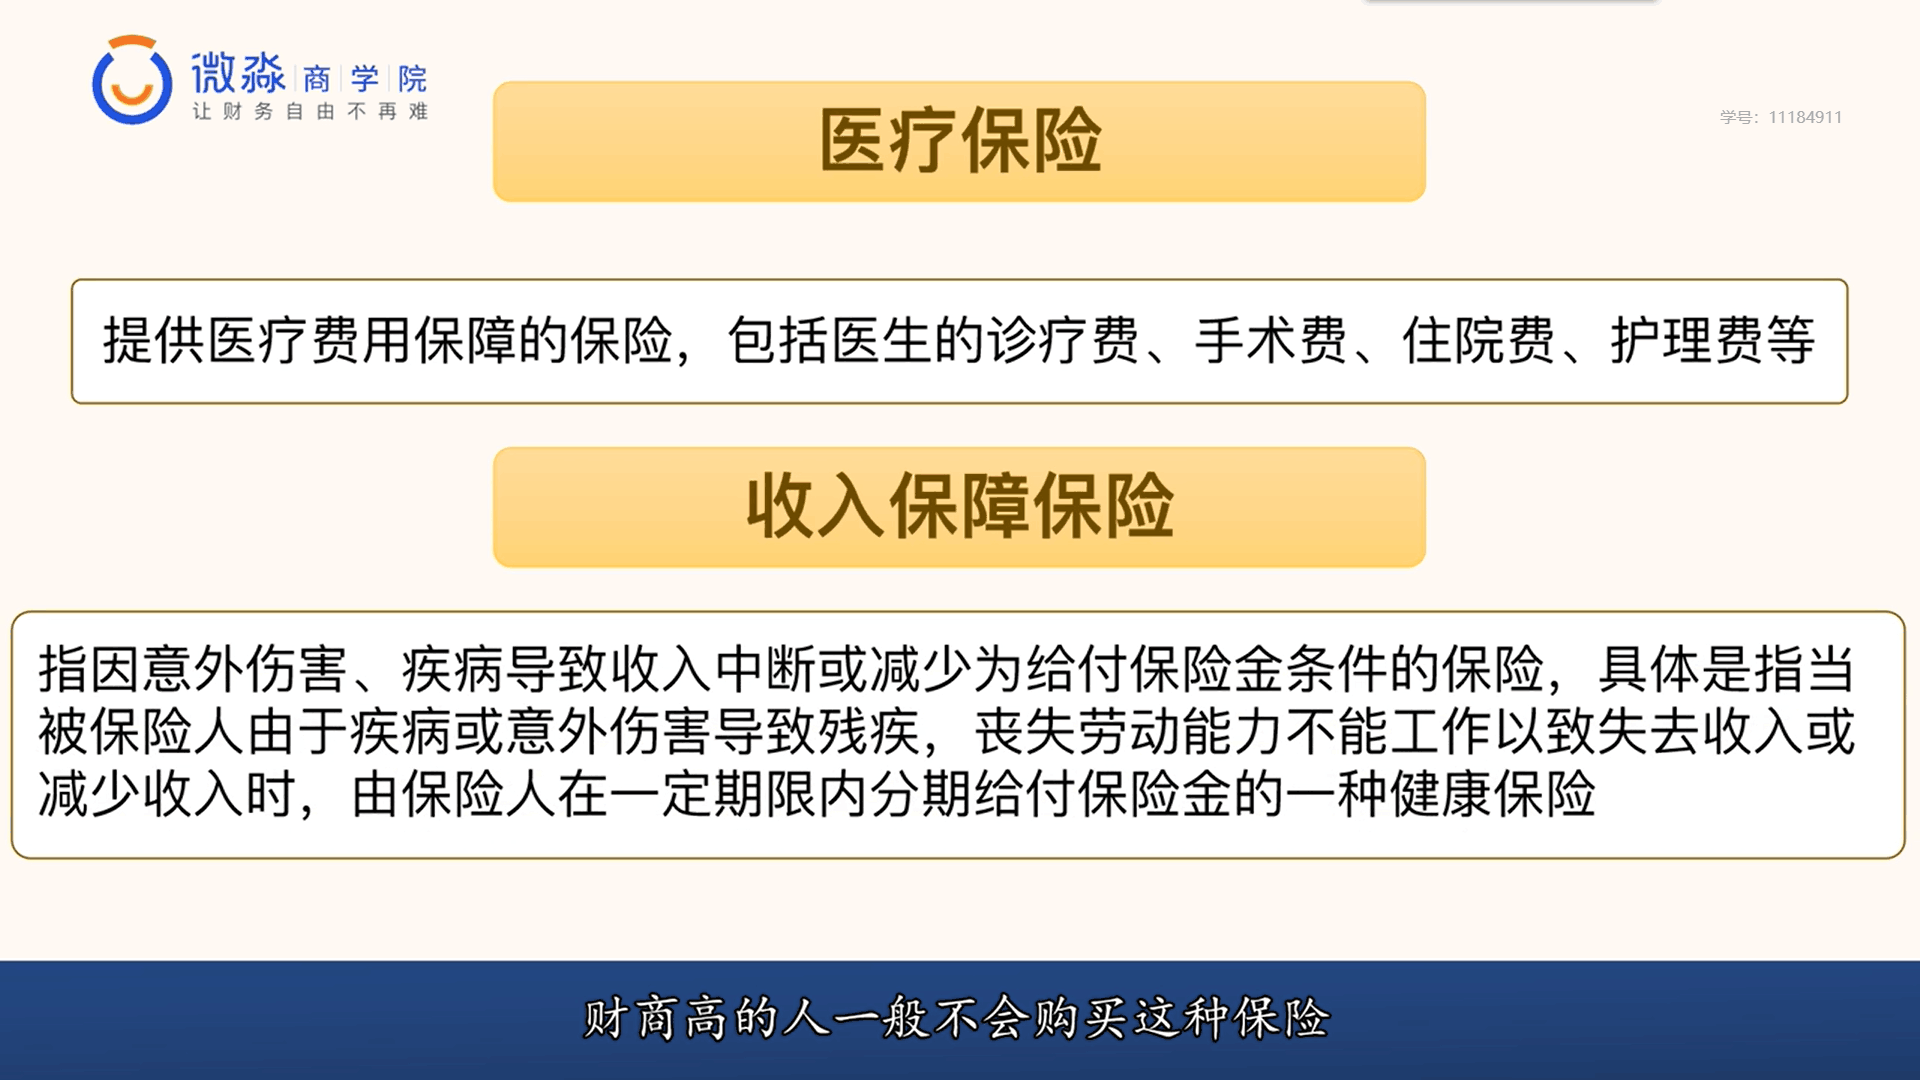 微淼商学院
让财务自由不再难
学号：11184911
医疗保险
提供医疗费用保障的保险，包括医生的诊疗费、手术费、住院费、护理费等
收入保障保险
指因意外伤害、疾病导致收入中断或减少为给付保险金条件的保险，具体是指当
被保险人由于疾病或意外伤害导致残疾，丧失劳动能力不能工作以致失去收入或
减少收入时，由保险人在一定期限内分期给付保险金的一种健康保险
财商高的人一般不会购买这种保险